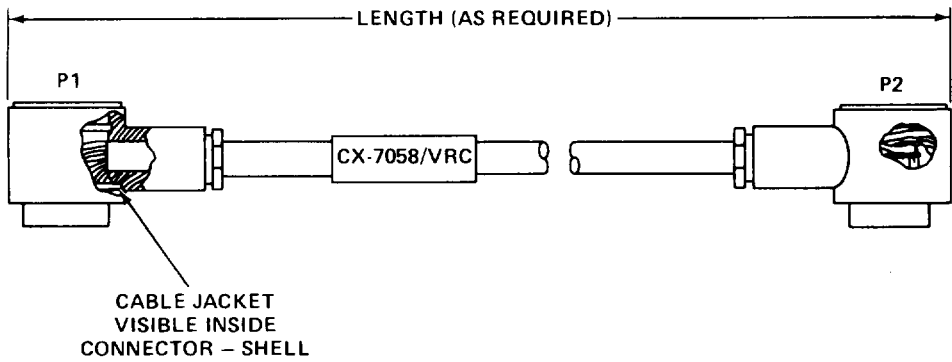 LENGTH (AS REQUIRED)
P1
P2
CX-7058/VRC
CABLE JACKET
VISIBLE INSIDE
CONNECTOR – SHELL